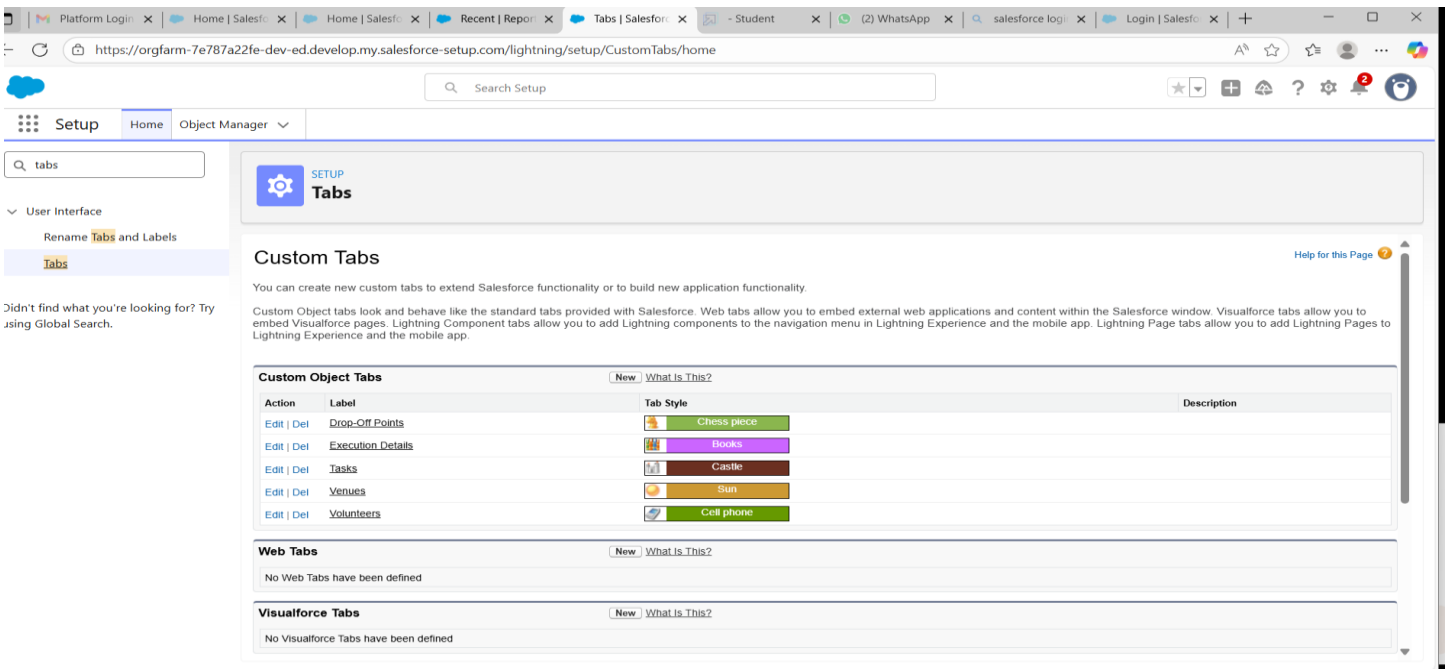 Platform Login
Home | Salesfo
Home | Salesfo
Recent | Report
Tabs | Salesforc
- Student
(2) WhatsApp
salesforce logi
Login | Salesfo
https://orgfarm-7e787a22fe-dev-ed.develop.my.salesforce-setup.com/lightning/setup/CustomTabs/home
Search Setup
2
Setup
Home
Object Manager
tabs
SETUP
Tabs
User Interface
Rename Tabs and Labels
Tabs
Didn't find what you're looking for? Try
using Global Search.
Custom Tabs
Help for this Page
You can create new custom tabs to extend Salesforce functionality or to build new application functionality.
Custom Object tabs look and behave like the standard tabs provided with Salesforce. Web tabs allow you to embed external web applications and content within the Salesforce window. Visualforce tabs allow you to
embed Visualforce pages. Lightning Component tabs allow you to add Lightning components to the navigation menu in Lightning Experience and the mobile app. Lightning Page tabs allow you to add Lightning Pages to
Lightning Experience and the mobile app.
Custom Object Tabs New What Is This?
Action Label Tab Style Description
Edit | Del Drop-Off Points Chess piece
Edit | Del Execution Details Books
Edit | Del Tasks Castle
Edit | Del Venues Sun
Edit | Del Volunteers Cell phone
Web Tabs New What Is This?
No Web Tabs have been defined
Visualforce Tabs New What Is This?
No Visualforce Tabs have been defined